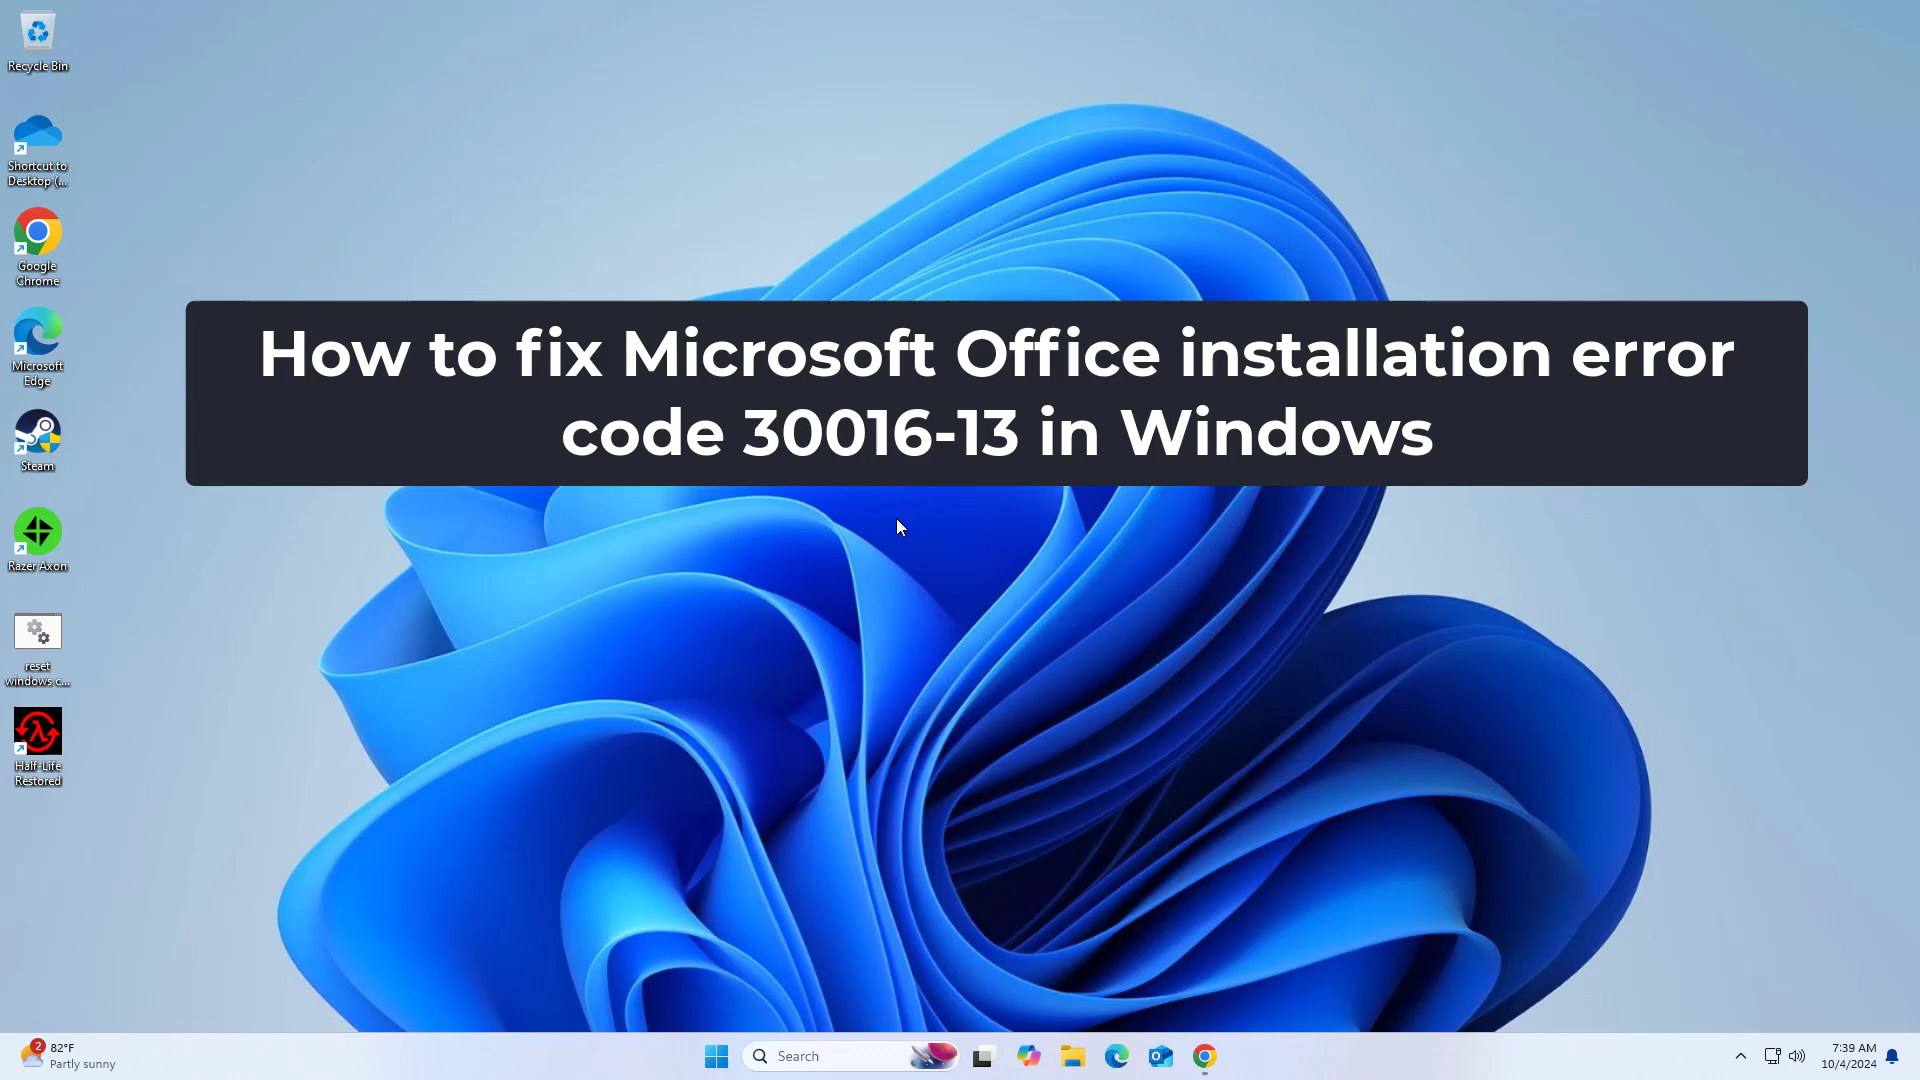 Recycle Bin
Shortcut to
Desktop (...
Google
Chrome
Microsoft
Edge
Steam
Razer Axon
reset
windows c...
Half-Life
Restored
How to fix Microsoft Office installation error
code 30016-13 in Windows
2
82°F
Partly sunny
Search
7:39 AM
10/4/2024